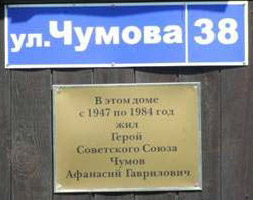 ул.Чумова 38
В этом доме
с 1947 по 1984 год
жил
Герой
Советского Союза
Чумов
Афанасий Гаврилович